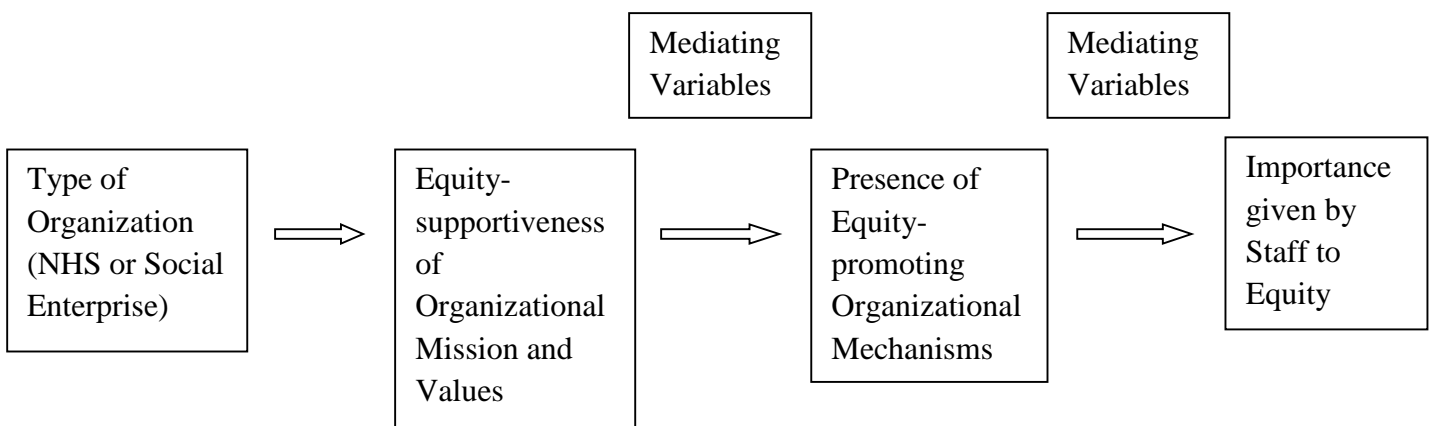 Mediating
Variables
Mediating
Variables
Type of
Organization
(NHS or Social
Enterprise)
Equity-
supportiveness
of
Organizational
Mission and
Values
Presence of
Equity-
promoting
Organizational
Mechanisms
Importance
given by
Staff to
Equity